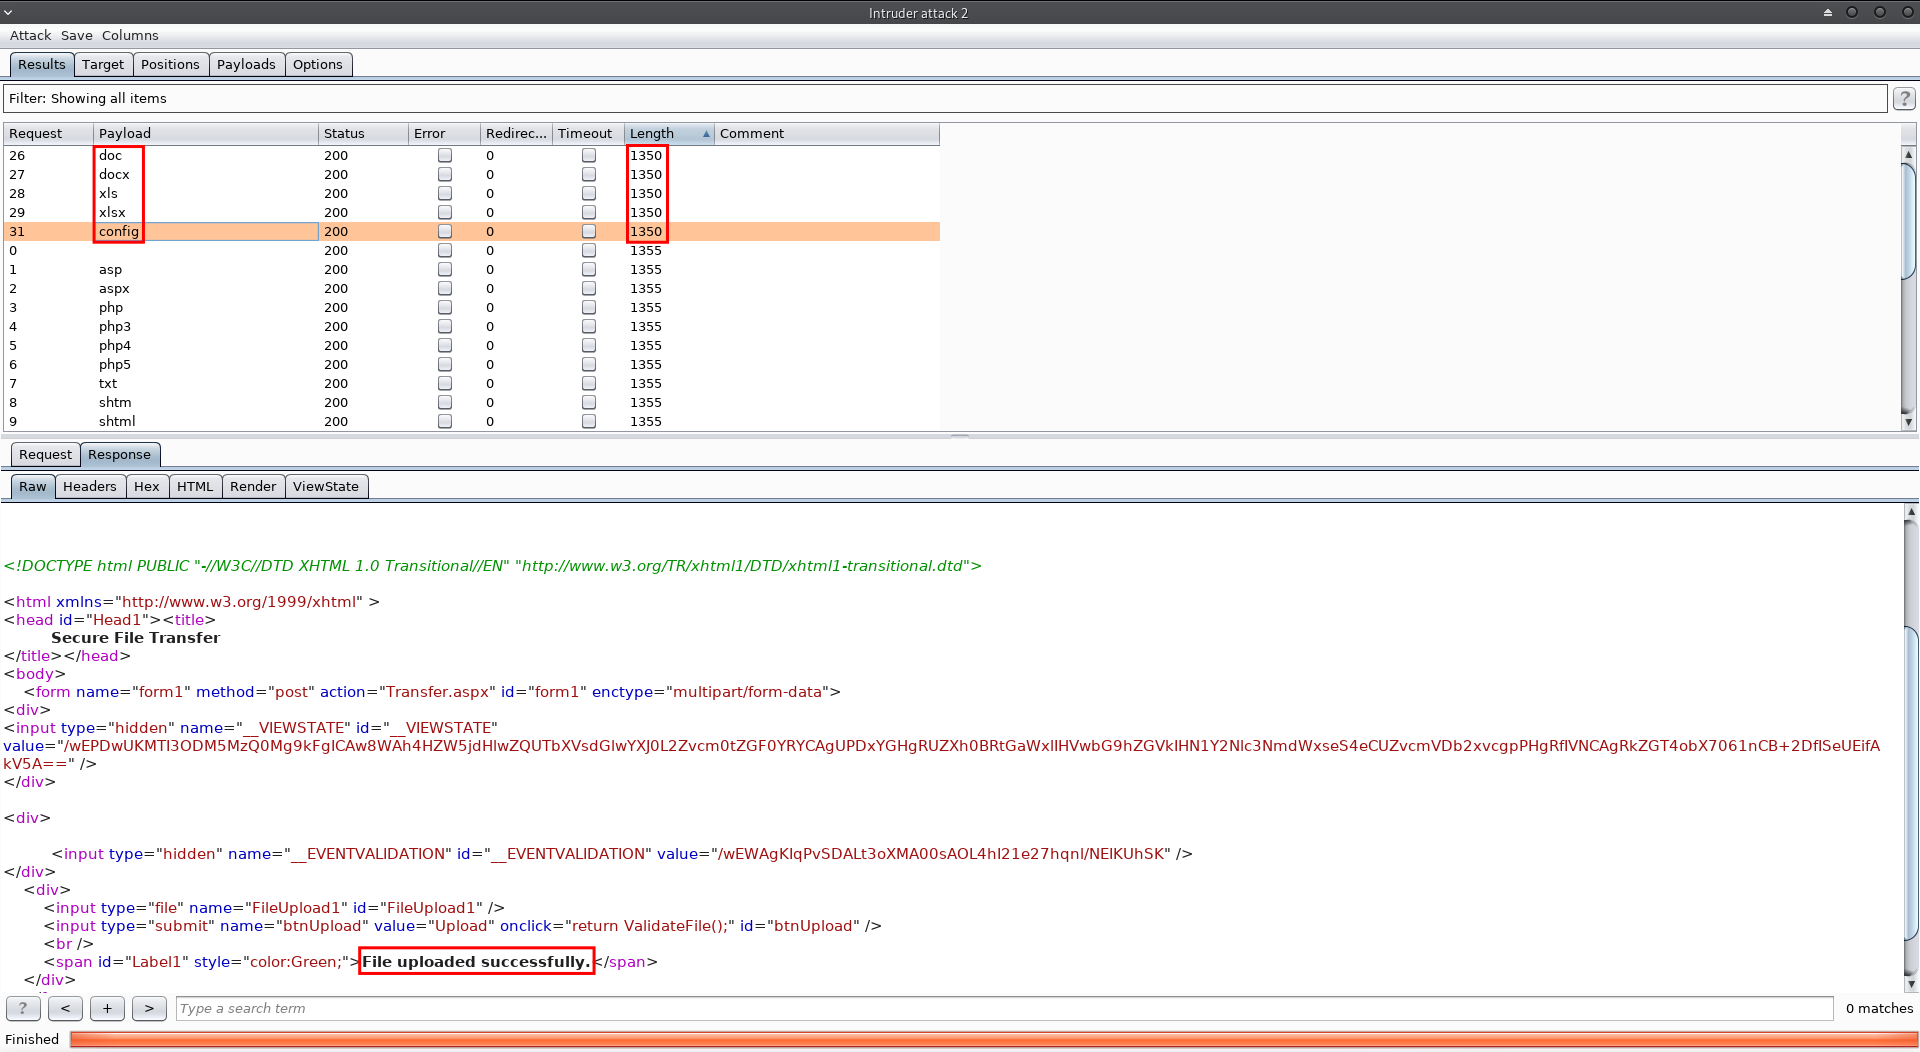 Intruder attack 2
Attack Save Columns
Results Target Positions Payloads Options
Filter: Showing all items ?
Request Payload Status Error Redirec... Timeout Length Comment
26 doc 200 0 1350
27 docx 200 0 1350
28 xls 200 0 1350
29 xlsx 200 0 1350
31 config 200 0 1350
0 200 0 1355
1 asp 200 0 1355
2 aspx 200 0 1355
3 php 200 0 1355
4 php3 200 0 1355
5 php4 200 0 1355
6 php5 200 0 1355
7 txt 200 0 1355
8 shtm 200 0 1355
9 shtml 200 0 1355
Request Response
Raw Headers Hex HTML Render ViewState
<!DOCTYPE html PUBLIC "-//W3C//DTD XHTML 1.0 Transitional//EN" "http://www.w3.org/TR/xhtml1/DTD/xhtml1-transitional.dtd">
<html xmlns="http://www.w3.org/1999/xhtml" >
<head id="Head1"><title>
Secure File Transfer
</title></head>
<body>
<form name="form1" method="post" action="Transfer.aspx" id="form1" enctype="multipart/form-data">
<div>
<input type="hidden" name="__VIEWSTATE" id="__VIEWSTATE"
value="/wEPDwUKMTI3ODM5MzQ0Mg9kFgICAw8WAh4HZW5jdHlwZQUTbXVsdGlwYXJ0L2Zvcm0tZGF0YRYCAgUPDxYGHgRUZXh0BRtGaWxlIHVwbG9hZGVkIHN1Y2Nlc3NmdWxseS4eCUZvcmVDb2xvcgpPHgRfIVNCAgRkZGT4obX7061nCB+2DflSeUEifA
kV5A==" />
</div>
<div>
<input type="hidden" name="__EVENTVALIDATION" id="__EVENTVALIDATION" value="/wEWAgKIqPvSDALt3oXMA00sAOL4hI21e27hqnI/NEIKUhSK" />
</div>
<div>
<input type="file" name="FileUpload1" id="FileUpload1" />
<input type="submit" name="btnUpload" value="Upload" onclick="return ValidateFile();" id="btnUpload" />
<br />
<span id="Label1" style="color:Green;">File uploaded successfully.</span>
</div>
? < + > Type a search term 0 matches
Finished